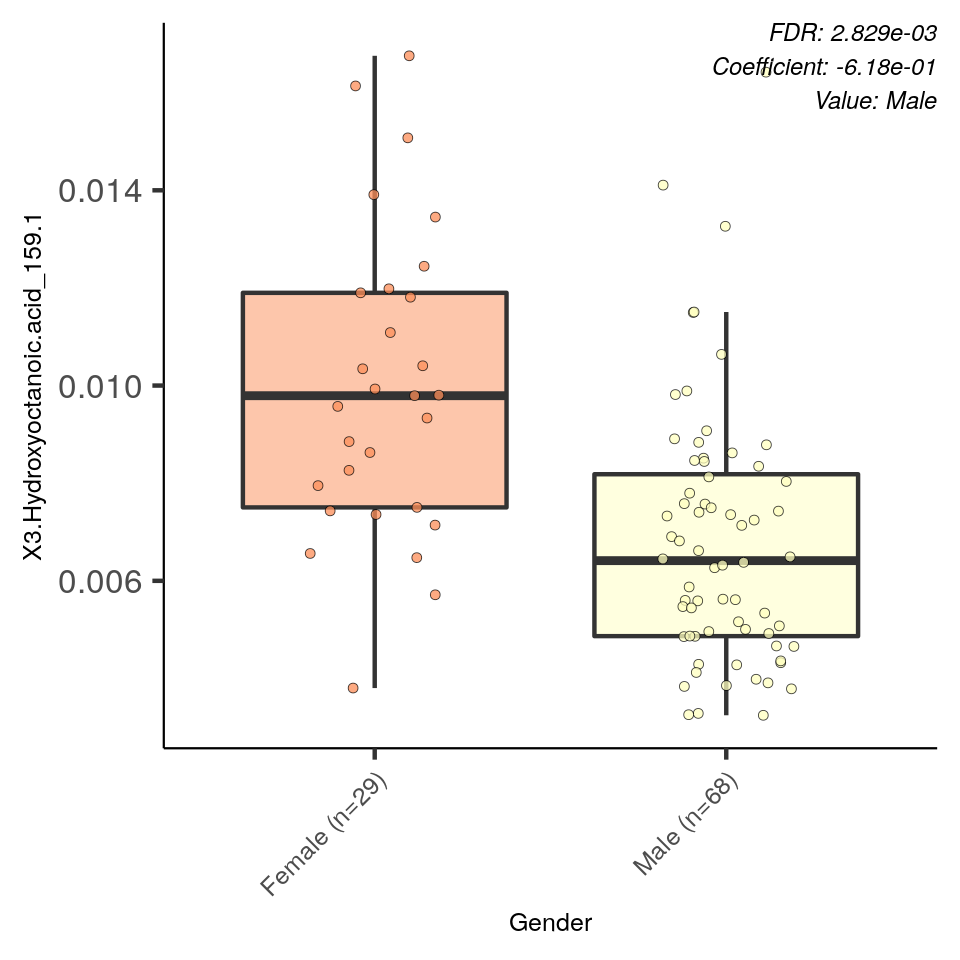 FDR: 2.829e-03
Coefficient: -6.18e-01
Value: Male
X3.Hydroxyoctanoic.acid_159.1
0.014
0.010
0.006
Female (n=29)
Male (n=68)
Gender